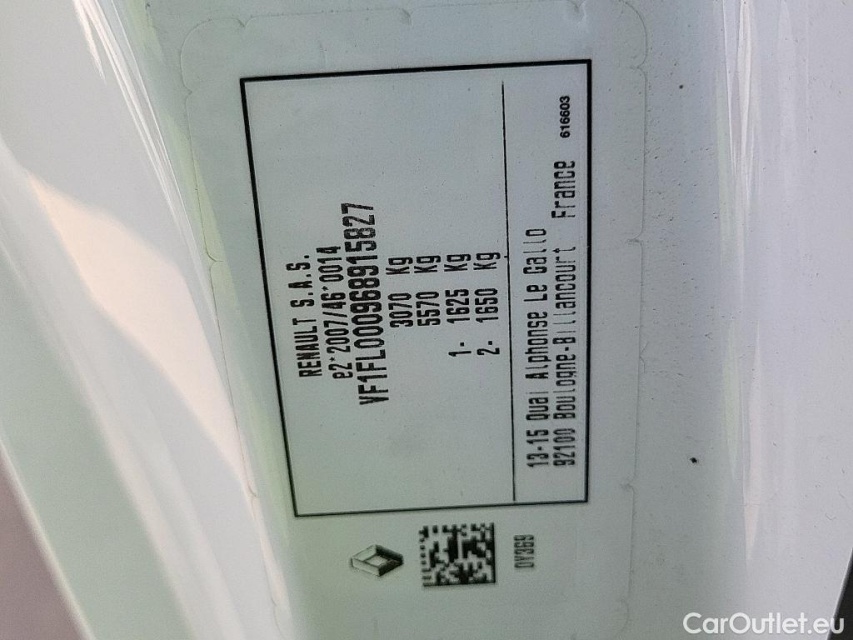 RENAULT S.A.S.
e2*2007/46*0014
VF1FL000968915827
3070 Kg
5570 Kg
1- 1625 Kg
2- 1650 Kg
13-15 Quai Alphonse Le Gallo
92100 Boulogne-Billancourt France
616603
0Y369
CarOutlet.eu